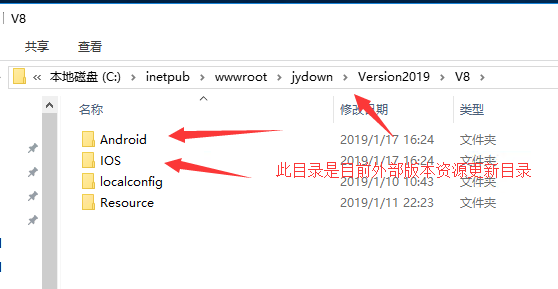 V8
共享 查看
« 本地磁盘 (C:) › inetpub › wwwroot › jydown › Version2019 › V8 ›
名称 修改日期 类型
Android 2019/1/17 16:24 文件夹
IOS 2019/1/17 16:24 文件夹
此目录是目前外部版本资源更新目录
localconfig 2019/1/10 10:43 文件夹
Resource 2019/1/11 22:23 文件夹